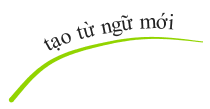 tạo từ ngữ mới